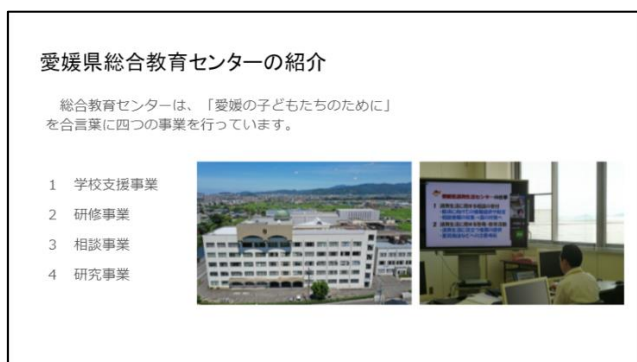 愛媛県総合教育センターの紹介
総合教育センターは、「愛媛の子どもたちのために」
を合言葉に四つの事業を行っています。
1 学校支援事業
2 研修事業
3 相談事業
4 研究事業